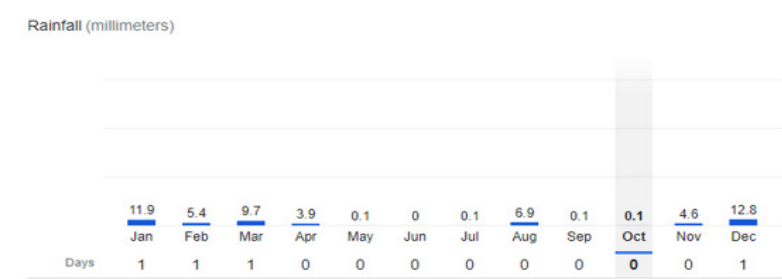 Rainfall (millimeters)
11.9 5.4 9.7 3.9 0.1 0 0.1 6.9 0.1 0.1 4.6 12.8
Jan Feb Mar Apr May Jun Jul Aug Sep Oct Nov Dec
Days 1 1 1 0 0 0 0 0 0 0 0 1